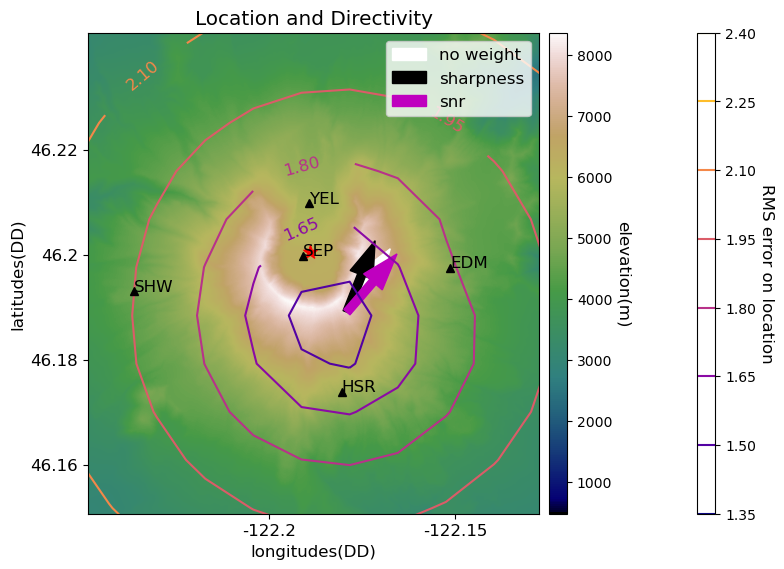 Location and Directivity
no weight
sharpness
snr
2.10
1.80
1.65
YEL
SEP
SHW
EDM
HSR
46.22
46.2
46.18
46.16
latitudes(DD)
-122.2
-122.15
longitudes(DD)
8000
7000
6000
5000
4000
3000
2000
1000
elevation(m)
2.40
2.25
2.10
1.95
1.80
1.65
1.50
1.35
RMS error on location